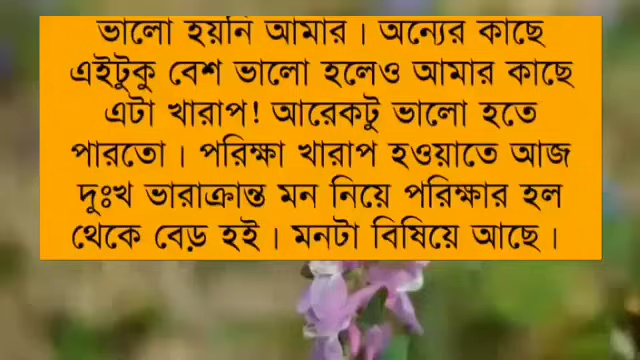 ভালো হয়নি আমার। অন্যের কাছে
এইটুকু বেশ ভালো হলেও আমার কাছে
এটা খারাপ! আরেকটু ভালো হতে
পারতো। পরিক্ষা খারাপ হওয়াতে আজ
দুঃখ ভারাক্রান্ত মন নিয়ে পরিক্ষার হল
থেকে বেড় হই। মনটা বিষিয়ে আছে।